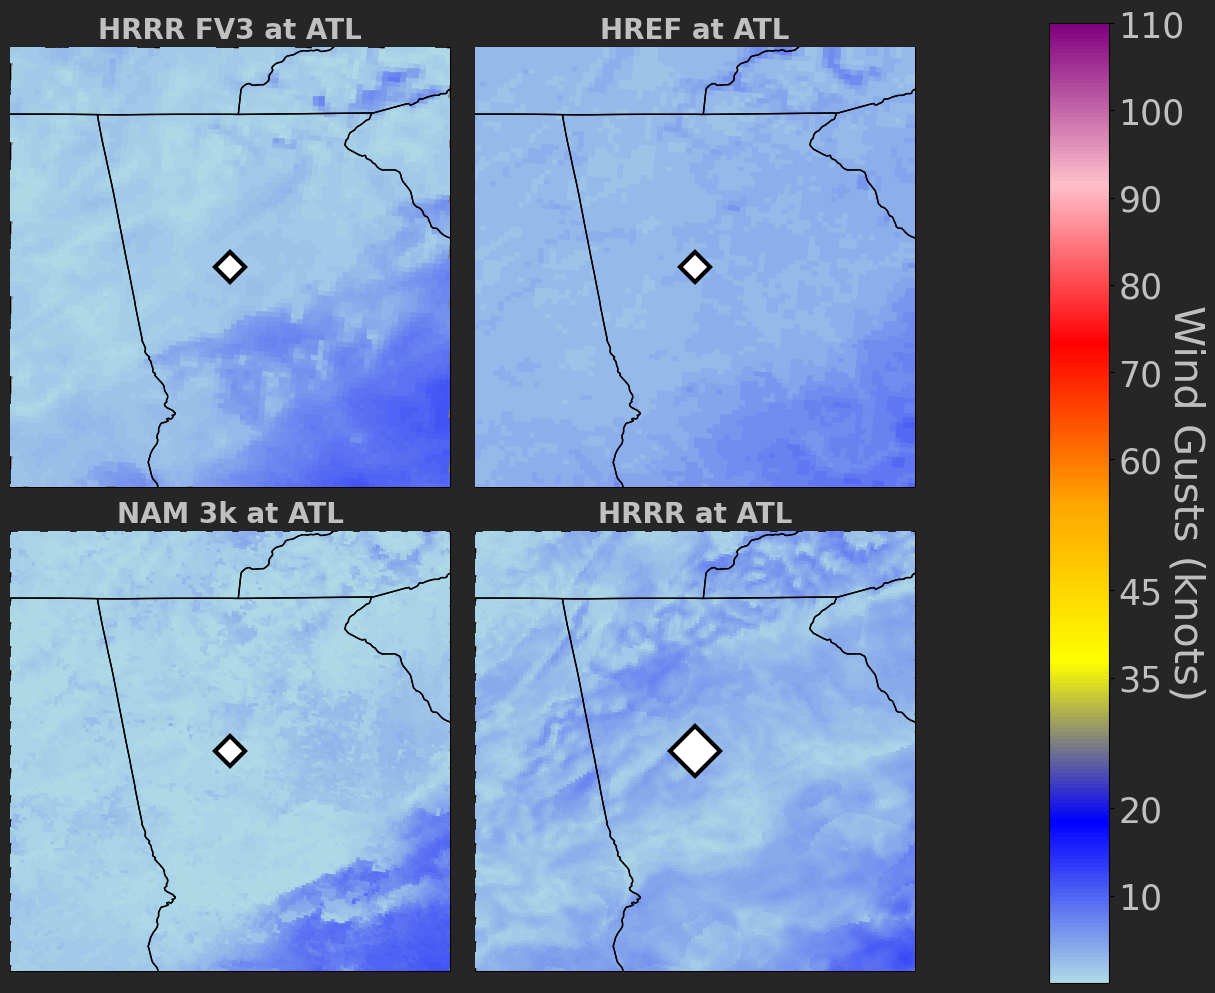 HRRR FV3 at ATL
HREF at ATL
NAM 3k at ATL
HRRR at ATL
110
100
90
80
70
60
45
35
20
10
Wind Gusts (knots)